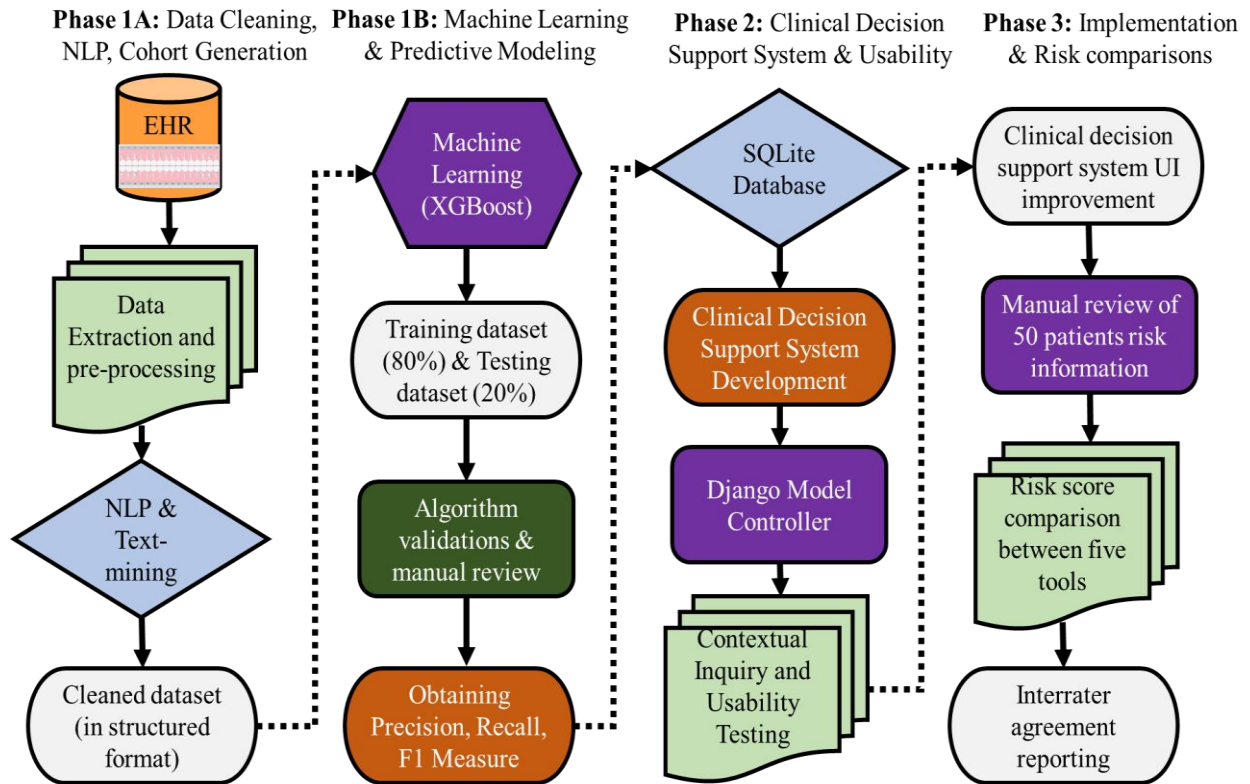 Phase 1A: Data Cleaning,
NLP, Cohort Generation
EHR
Data
Extraction and
pre-processing
NLP &
Text-
mining
Cleaned dataset
(in structured
format)
Phase 1B: Machine Learning
& Predictive Modeling
Machine
Learning
(XGBoost)
Training dataset
(80%) & Testing
dataset (20%)
Algorithm
validations &
manual review
Obtaining
Precision, Recall,
F1 Measure
Phase 2: Clinical Decision
Support System & Usability
SQLite
Database
Clinical Decision
Support System
Development
Django Model
Controller
Contextual
Inquiry and
Usability
Testing
Phase 3: Implementation
& Risk comparisons
Clinical decision
support system UI
improvement
Manual review of
50 patients risk
information
Risk score
comparison
between five
tools
Interrater
agreement
reporting